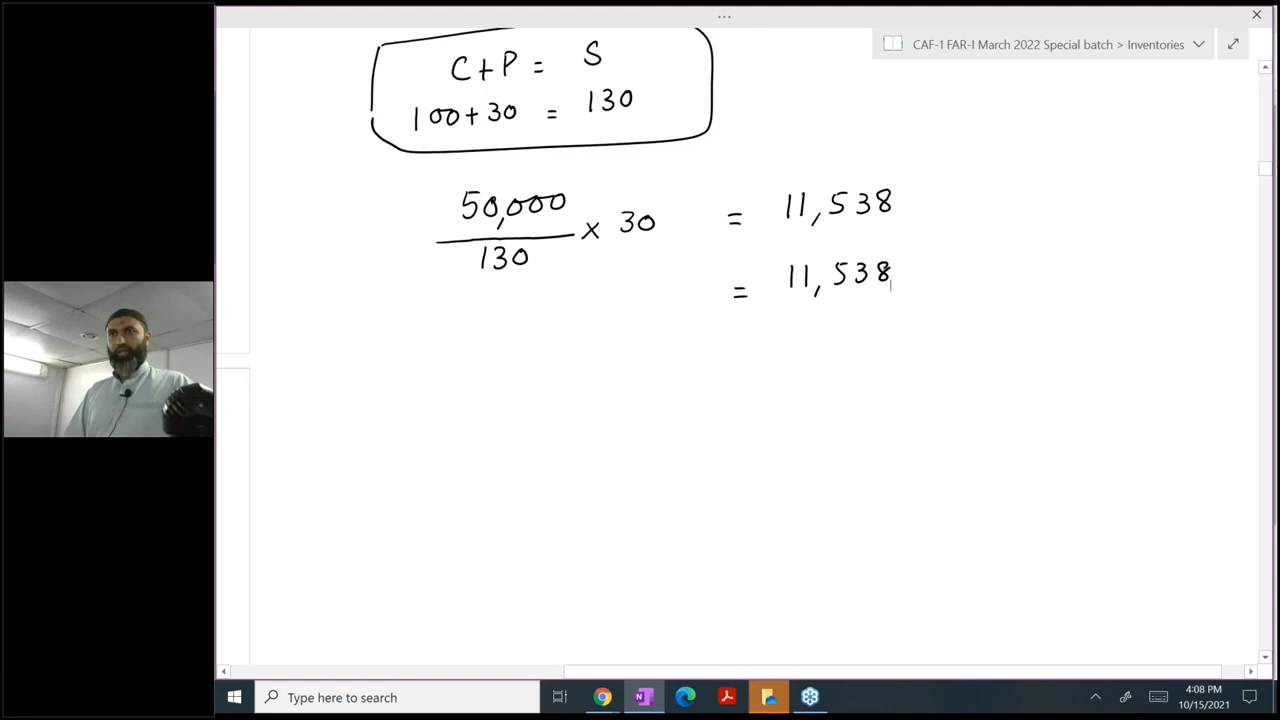 CAF-1 FAR-I March 2022 Special batch > Inventories
C + P = S
100 + 30 = 130
50,000
130
x 30 = 11,538
= 11,538
Type here to search
4:08 PM
10/15/2021